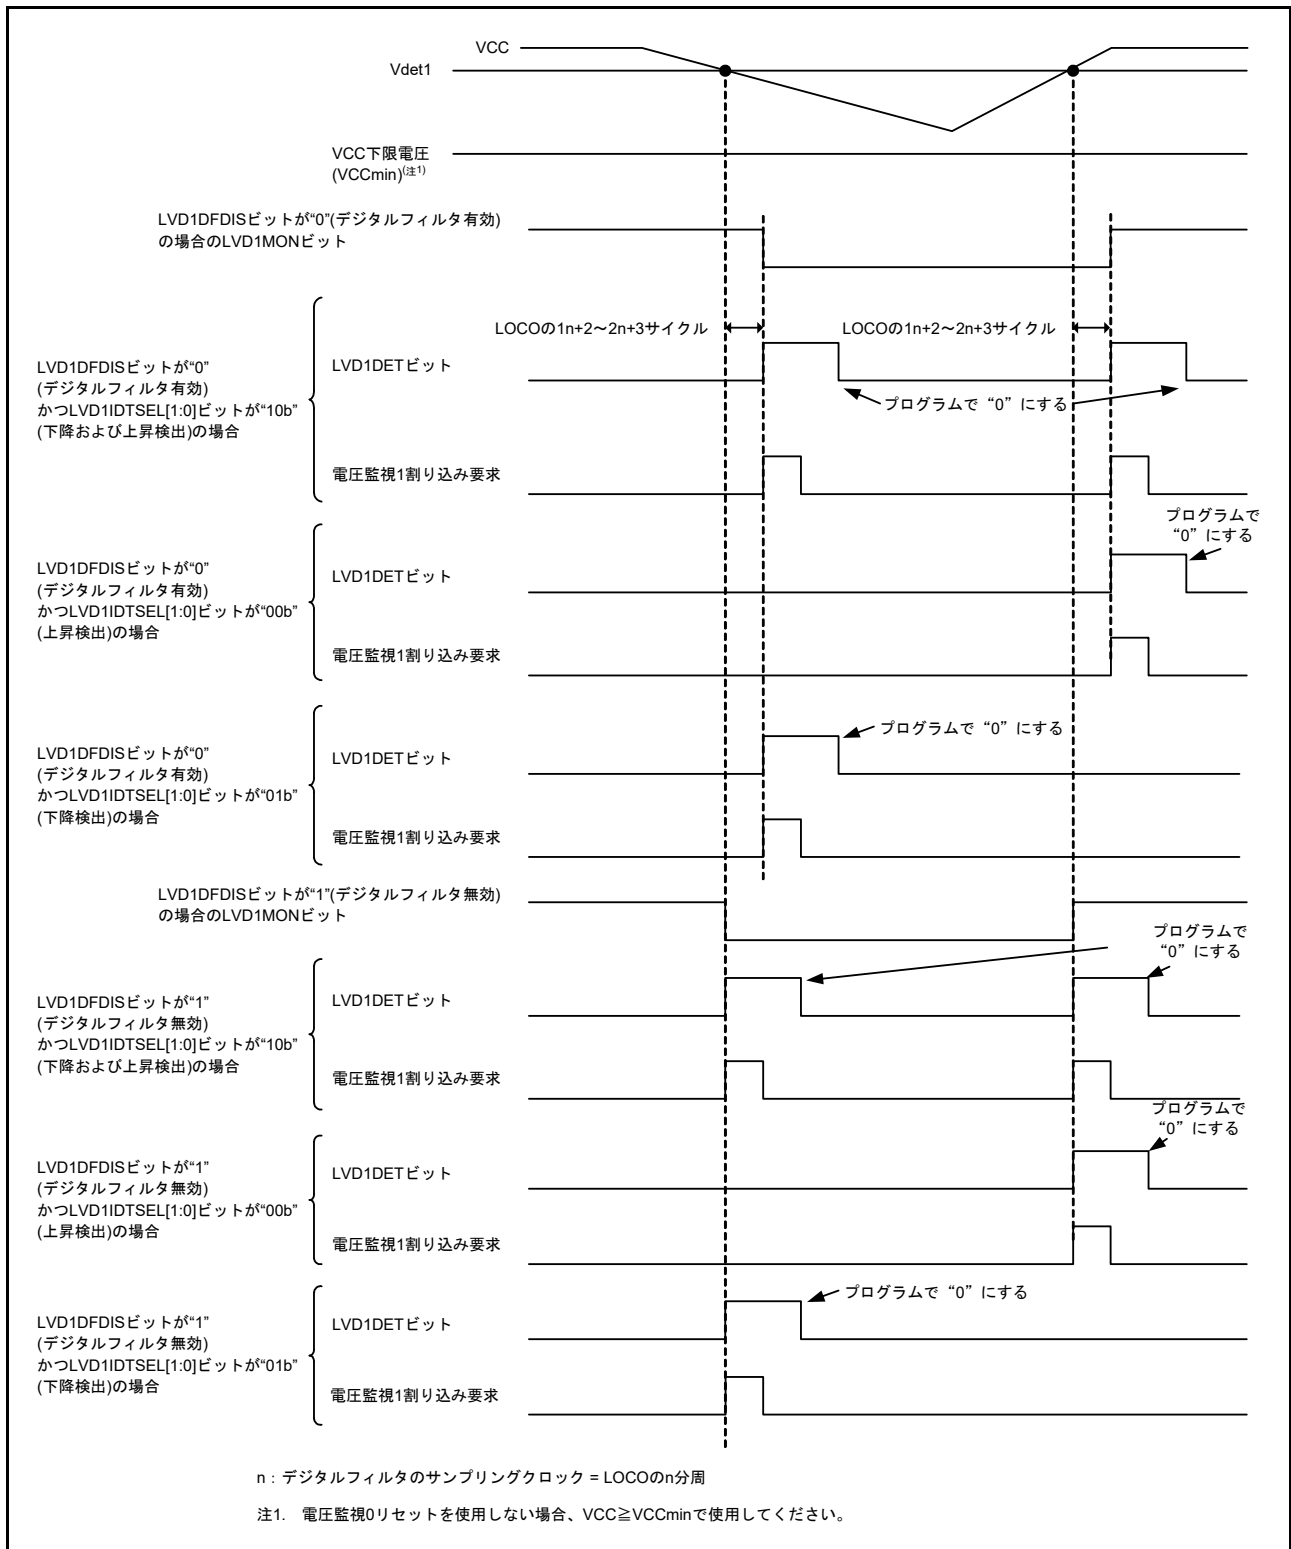 VCC
Vdet1
VCC下限電圧
(VCCmin)(注1)
LVD1DFDISビットが“0”(デジタルフィルタ有効)
の場合のLVD1MONビット
LOCOの1n+2～2n+3サイクル
LOCOの1n+2～2n+3サイクル
LVD1DFDISビットが“0”
(デジタルフィルタ有効)
かつLVD1IDTSEL[1:0]ビットが“10b”
(下降および上昇検出)の場合
LVD1DETビット
プログラムで“0”にする
電圧監視1割り込み要求
プログラムで
“0”にする
LVD1DFDISビットが“0”
(デジタルフィルタ有効)
かつLVD1IDTSEL[1:0]ビットが“00b”
(上昇検出)の場合
LVD1DETビット
電圧監視1割り込み要求
プログラムで“0”にする
LVD1DFDISビットが“0”
(デジタルフィルタ有効)
かつLVD1IDTSEL[1:0]ビットが“01b”
(下降検出)の場合
LVD1DETビット
電圧監視1割り込み要求
LVD1DFDISビットが“1”(デジタルフィルタ無効)
の場合のLVD1MONビット
プログラムで
“0”にする
LVD1DFDISビットが“1”
(デジタルフィルタ無効)
かつLVD1IDTSEL[1:0]ビットが“10b”
(下降および上昇検出)の場合
LVD1DETビット
電圧監視1割り込み要求
プログラムで
“0”にする
LVD1DFDISビットが“1”
(デジタルフィルタ無効)
かつLVD1IDTSEL[1:0]ビットが“00b”
(上昇検出)の場合
LVD1DETビット
電圧監視1割り込み要求
プログラムで“0”にする
LVD1DFDISビットが“1”
(デジタルフィルタ無効)
かつLVD1IDTSEL[1:0]ビットが“01b”
(下降検出)の場合
LVD1DETビット
電圧監視1割り込み要求
n：デジタルフィルタのサンプリングクロック = LOCOのn分周
注1. 電圧監視0リセットを使用しない場合、VCC≧VCCminで使用してください。